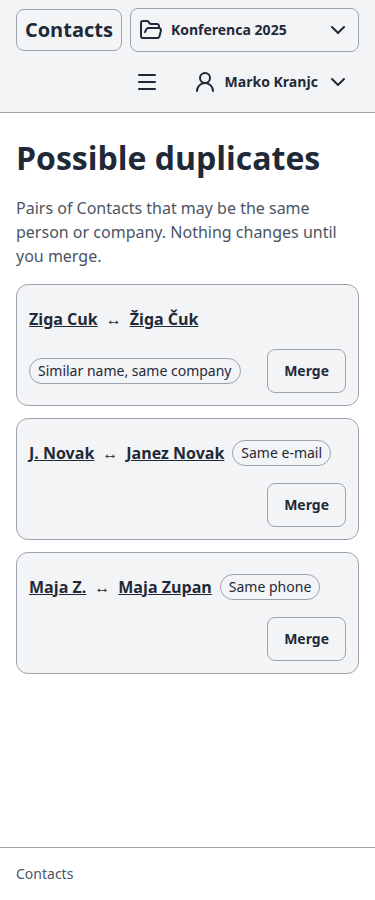 Contacts
Konferenca 2025
Marko Kranjc
Possible duplicates
Pairs of Contacts that may be the same
person or company. Nothing changes until
you merge.
Ziga Cuk ↔ Žiga Čuk
Similar name, same company
Merge
J. Novak ↔ Janez Novak Same e-mail
Merge
Maja Z. ↔ Maja Zupan Same phone
Merge
Contacts